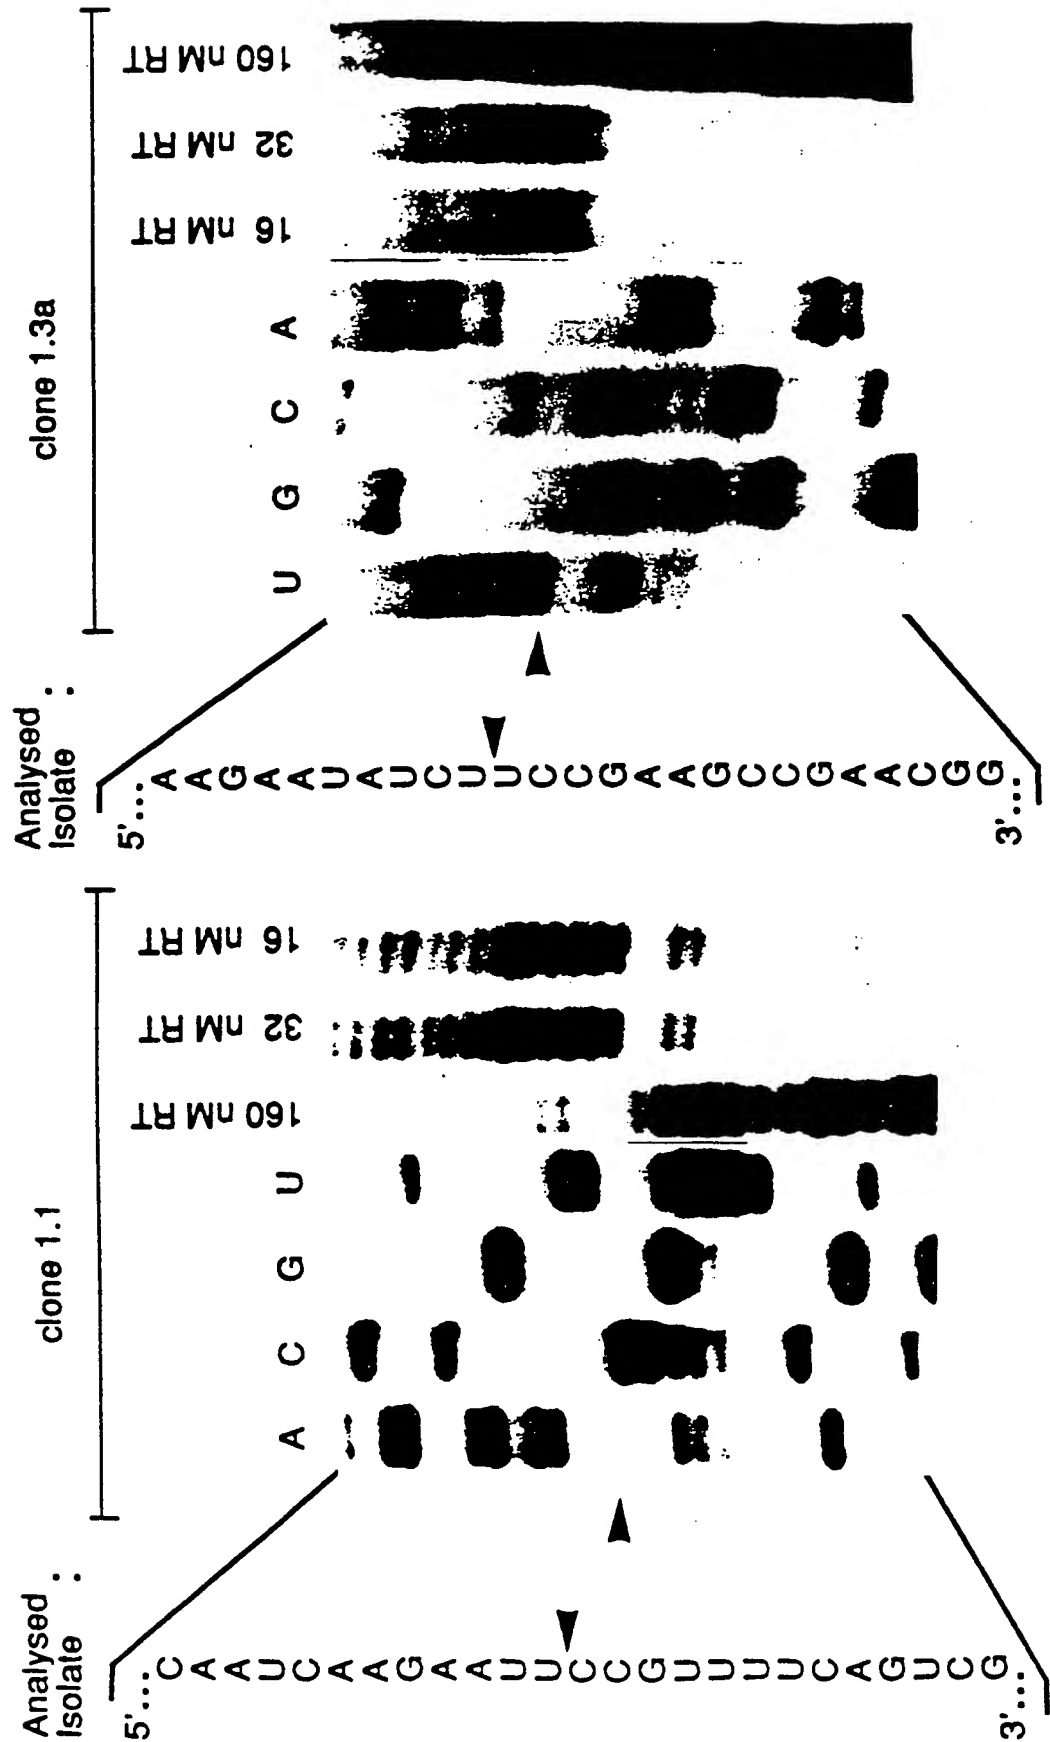 clone 1.1
Analysed
Isolate :
A
C
G
U
160 nM RT
32 nM RT
16 nM RT
5'...CAAUCAAGAAUUCCGUUUUCAGUCG...3'
clone 1.3a
Analysed
Isolate :
U
G
C
A
16 nM RT
32 nM RT
160 nM RT
5'...AAGAAUAUCUUCCGAAGCCGAACGG...3'